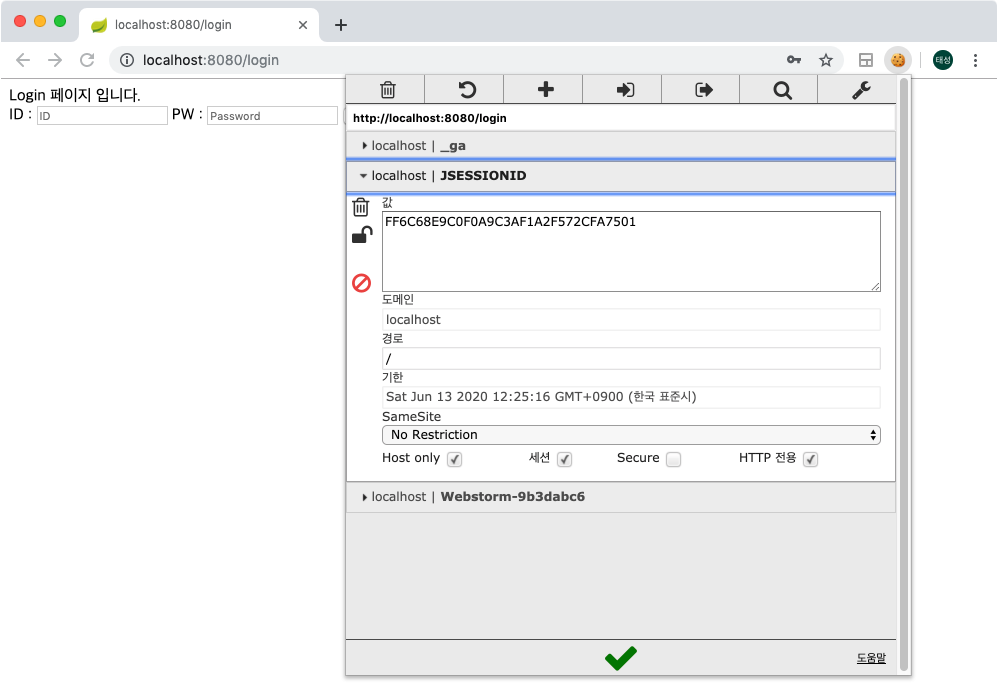 localhost:8080/login
localhost:8080/login
태성
Login 페이지 입니다.
ID : ID PW : Password
http://localhost:8080/login
localhost | _ga
localhost | JSESSIONID
값
FF6C68E9C0F0A9C3AF1A2F572CFA7501
도메인
localhost
경로
/
기한
Sat Jun 13 2020 12:25:16 GMT+0900 (한국 표준시)
SameSite
No Restriction
Host only 세션 Secure HTTP 전용
localhost | Webstorm-9b3dabc6
도움말